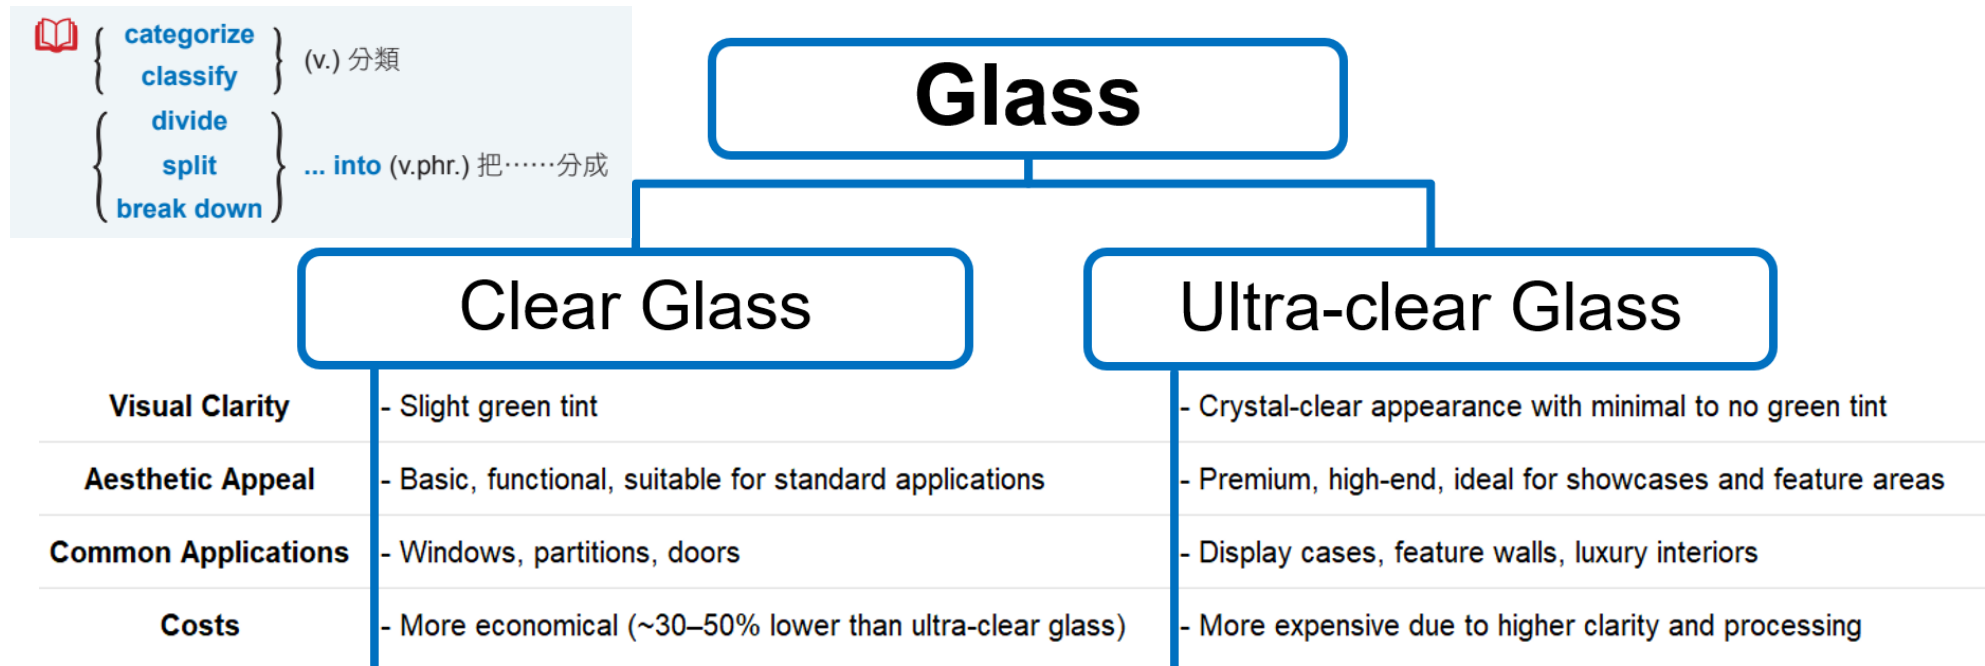 categorize
classify
(v.) 分類
divide
split
break down
... into (v.phr.) 把⋯⋯分成
Glass
Clear Glass
Ultra-clear Glass
Visual Clarity - Slight green tint - Crystal-clear appearance with minimal to no green tint
Aesthetic Appeal - Basic, functional, suitable for standard applications - Premium, high-end, ideal for showcases and feature areas
Common Applications - Windows, partitions, doors - Display cases, feature walls, luxury interiors
Costs - More economical (~30–50% lower than ultra-clear glass) - More expensive due to higher clarity and processing